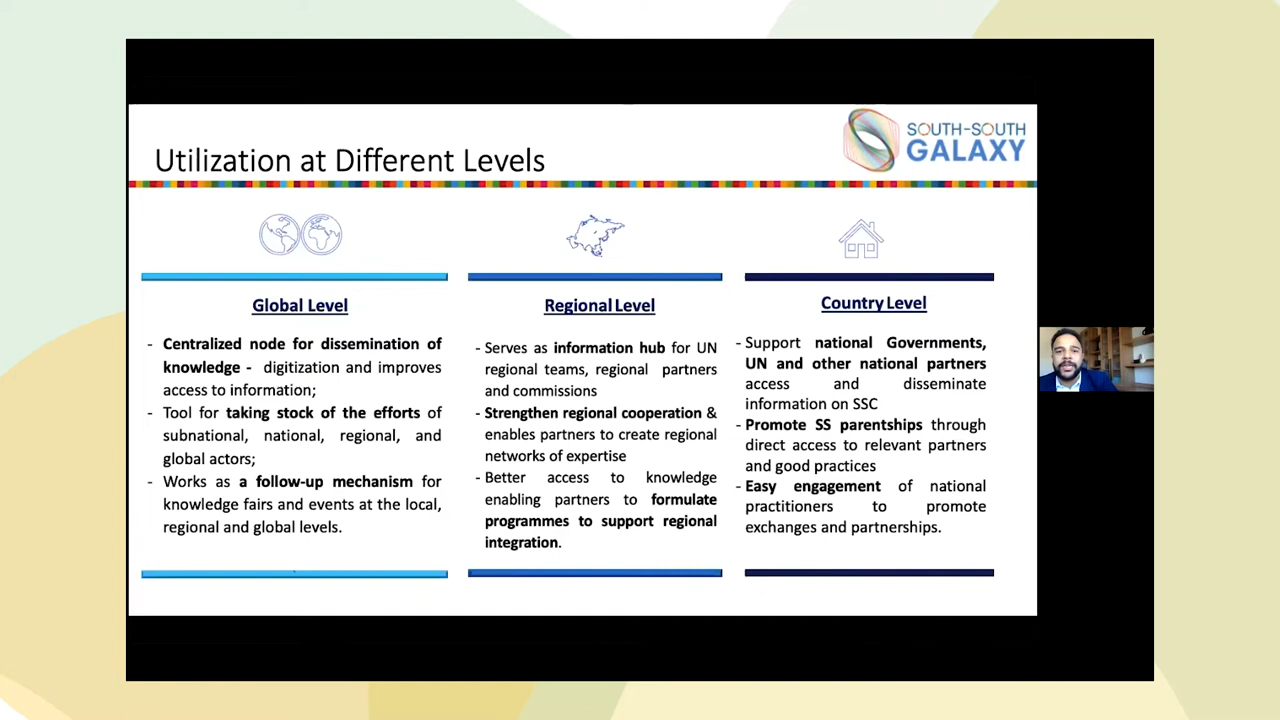 SOUTH-SOUTH
GALAXY
Utilization at Different Levels
Global Level
- Centralized node for dissemination of
knowledge - digitization and improves
access to information;
- Tool for taking stock of the efforts of
subnational, national, regional, and
global actors;
- Works as a follow-up mechanism for
knowledge fairs and events at the local,
regional and global levels.
Regional Level
- Serves as information hub for UN
regional teams, regional partners
and commissions
- Strengthen regional cooperation &
enables partners to create regional
networks of expertise
- Better access to knowledge
enabling partners to formulate
programmes to support regional
integration.
Country Level
- Support national Governments,
UN and other national partners
access and disseminate
information on SSC
- Promote SS parentships through
direct access to relevant partners
and good practices
- Easy engagement of national
practitioners to promote
exchanges and partnerships.